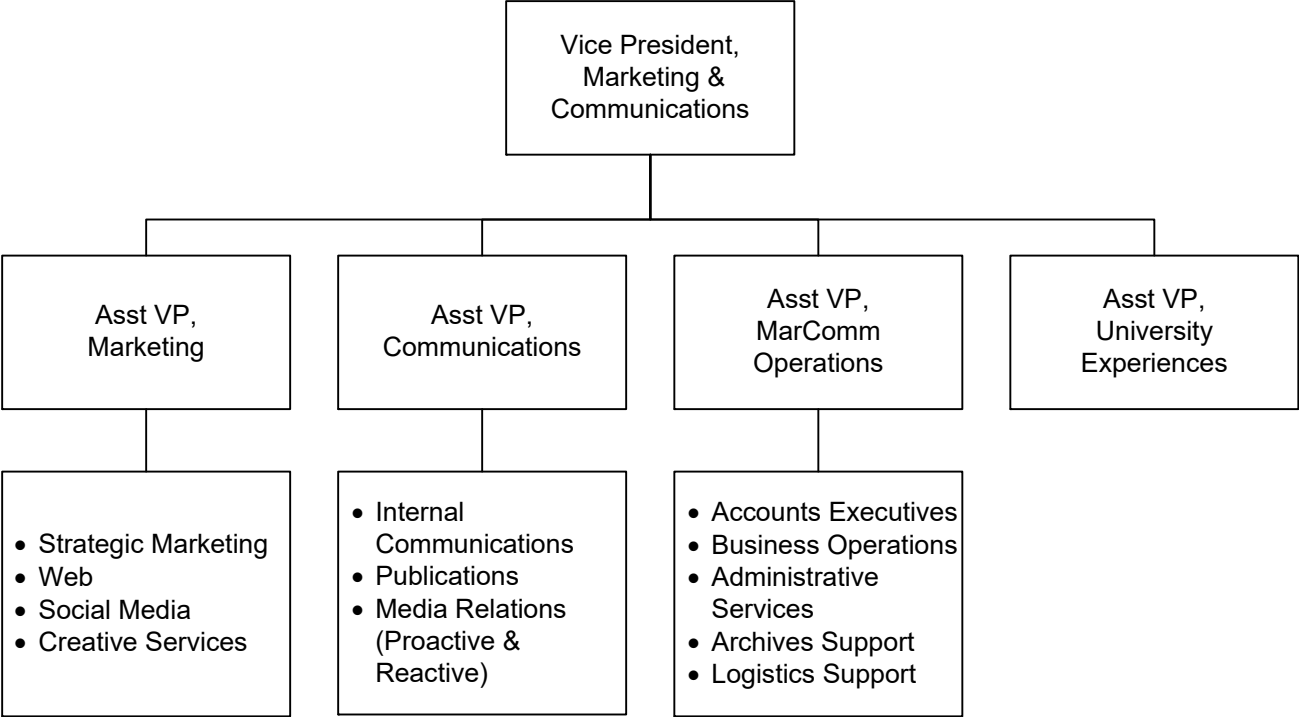 Vice President,
Marketing &
Communications
Asst VP,
Marketing
Asst VP,
Communications
Asst VP,
MarComm
Operations
Asst VP,
University
Experiences
• Strategic Marketing
• Web
• Social Media
• Creative Services
• Internal
Communications
• Publications
• Media Relations
(Proactive &
Reactive)
• Accounts Executives
• Business Operations
• Administrative
Services
• Archives Support
• Logistics Support